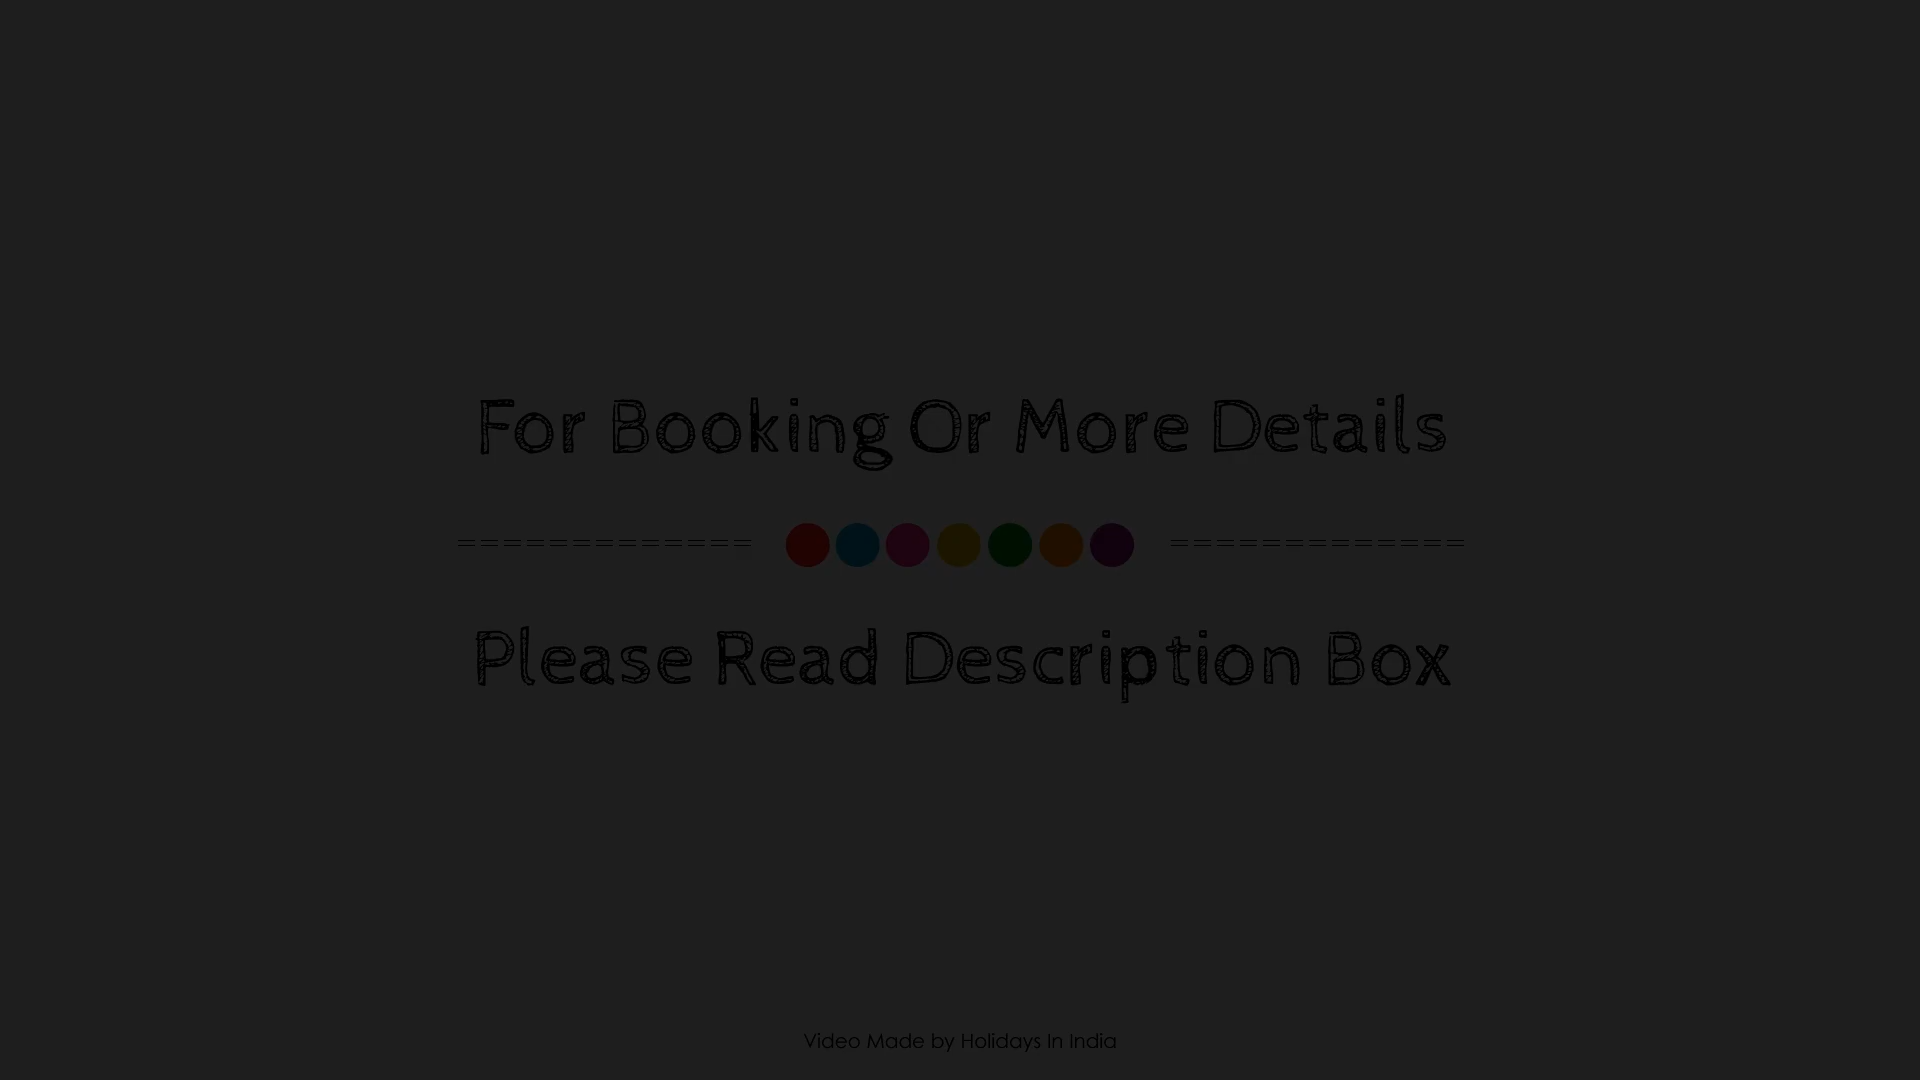 For Booking Or More Details
============= =============
Please Read Description Box
Video Made by Holidays In India